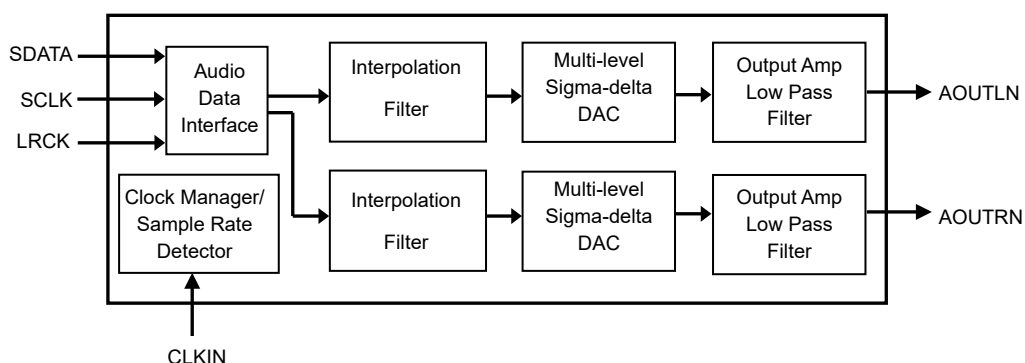 SDATA
SCLK
LRCK
Audio
Data
Interface
Interpolation
Filter
Multi-level
Sigma-delta
DAC
Output Amp
Low Pass
Filter
AOUTLN
Clock Manager/
Sample Rate
Detector
Interpolation
Filter
Multi-level
Sigma-delta
DAC
Output Amp
Low Pass
Filter
AOUTRN
CLKIN